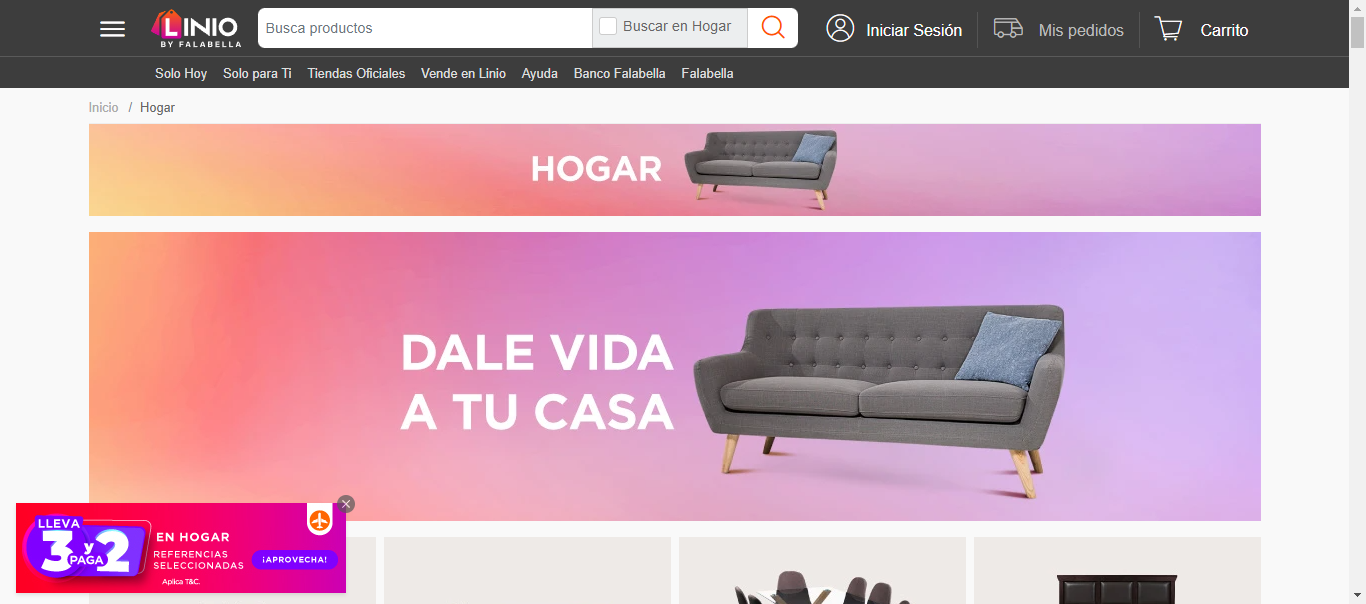 LINIO
BY FALABELLA
Busca productos
Buscar en Hogar
Iniciar Sesión
Mis pedidos
Carrito
Solo Hoy
Solo para Ti
Tiendas Oficiales
Vende en Linio
Ayuda
Banco Falabella
Falabella
Inicio / Hogar
HOGAR
DALE VIDA
A TU CASA
LLEVA
3 y 2
PAGA
EN HOGAR
REFERENCIAS
SELECCIONADAS
Aplica T&C.
¡APROVECHA!